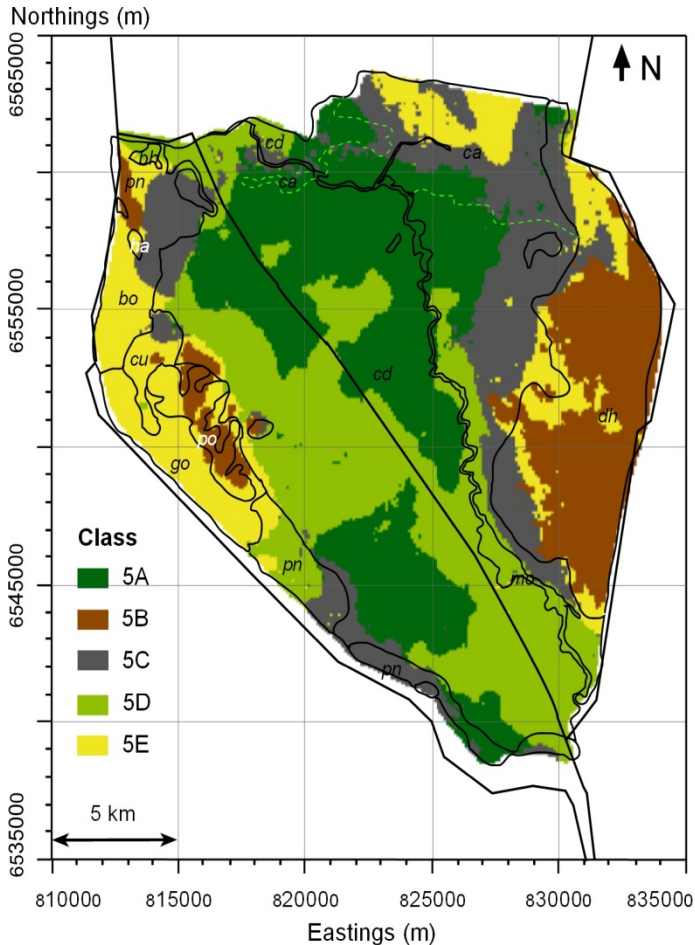 Northings (m)
6565000
6555000
6545000
6535000
N
cd
ca
bh
pn
ca
ha
bo
cu
cd
dh
po
go
pn
mo
pn
Class
5A
5B
5C
5D
5E
5 km
810000 815000 820000 825000 830000 835000
Eastings (m)